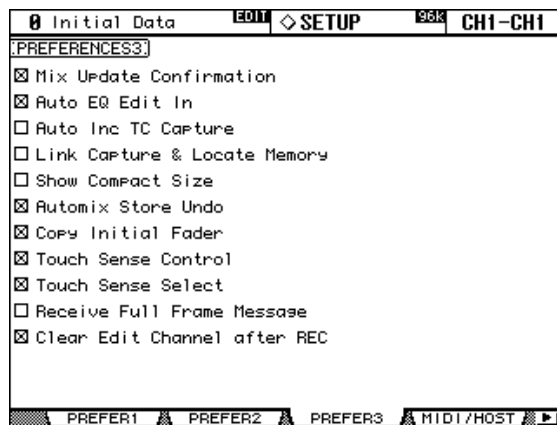 0 Initial Data EDIT ◇SETUP 96k CH1-CH1
PREFERENCES3
☒ Mix Update Confirmation
☒ Auto EQ Edit In
☐ Auto Inc TC Capture
☐ Link Capture & Locate Memory
☐ Show Compact Size
☒ Automix Store Undo
☒ Copy Initial Fader
☒ Touch Sense Control
☒ Touch Sense Select
☐ Receive Full Frame Message
☒ Clear Edit Channel after REC
PREFER1 PREFER2 PREFER3 MIDI/HOST ▶